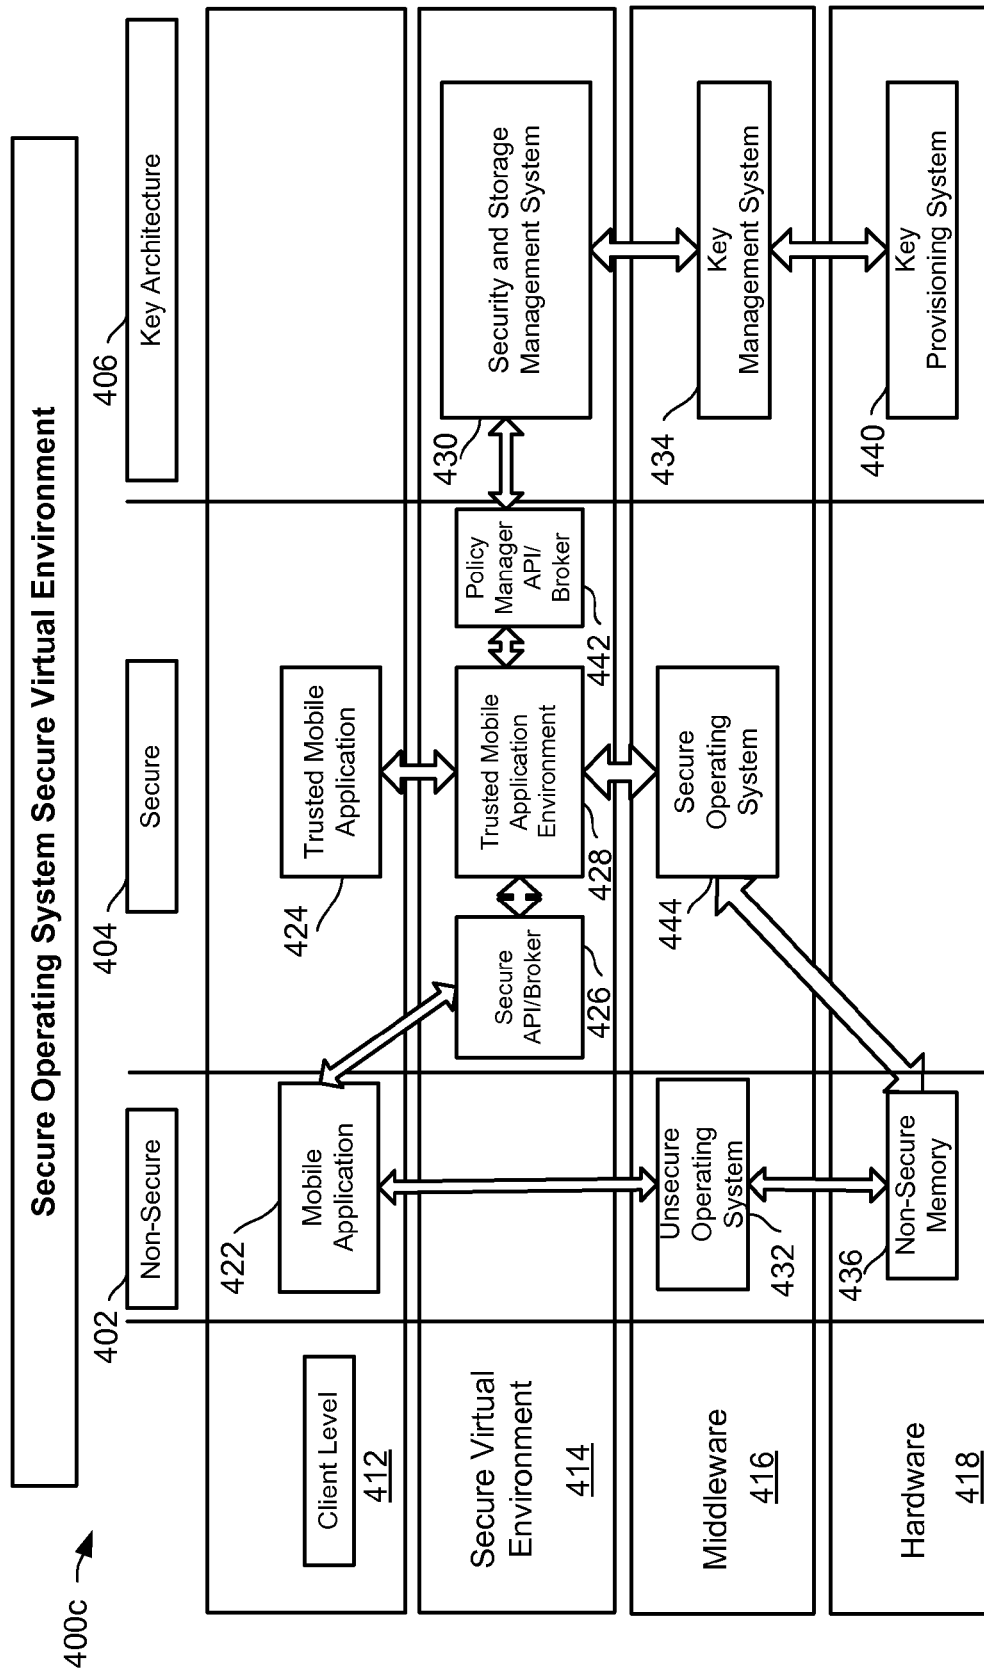 400c
Secure Operating System Secure Virtual Environment
402
Non-Secure
404
Secure
406
Key Architecture
Client Level
412
422
Mobile
Application
424
Trusted Mobile
Application
Secure Virtual
Environment
414
Secure
API/Broker
426
Trusted Mobile
Application
Environment
428
Policy
Manager
API/
Broker
442
430
Security and Storage
Management System
Middleware
416
Unsecure
Operating
System
432
444
Secure
Operating
System
434
Key
Management System
Hardware
418
436
Non-Secure
Memory
440
Key
Provisioning System